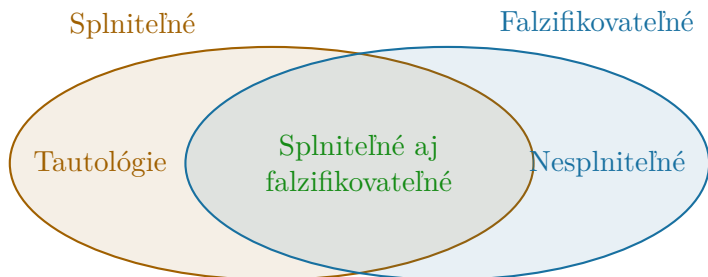 Splniteľné
Falzifikovateľné
Tautológie
Splniteľné aj
falzifikovateľné
Nesplniteľné